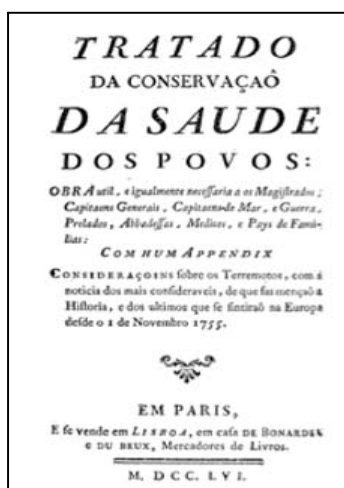 TRATADO
DA CONSERVAÇAÕ
DA SAUDE
DOS POVOS:
OBRA util, e igualmente neceſſaria a os Magiſtrados;
Capitaens Generais, Capitaens de Mar, e Guerra,
Prelados, Abbadeſſas, Medicos, e Pays de Fami-
lias:
COM HUM APPENDIX
CONSIDERAÇOINS ſobre os Terremotos, com a
noticia dos mais conſideraveis, de que fas mençaõ a
Hiſtoria, e dos ultimos que ſe ſintiraõ na Europa
deſde o 1 de Novembro 1755.
EM PARIS,
E ſe vende em LISBOA, em caſa DE BONARDEL
e DU BEUX, Mercadores de Livros.
M. DCC. LVI.